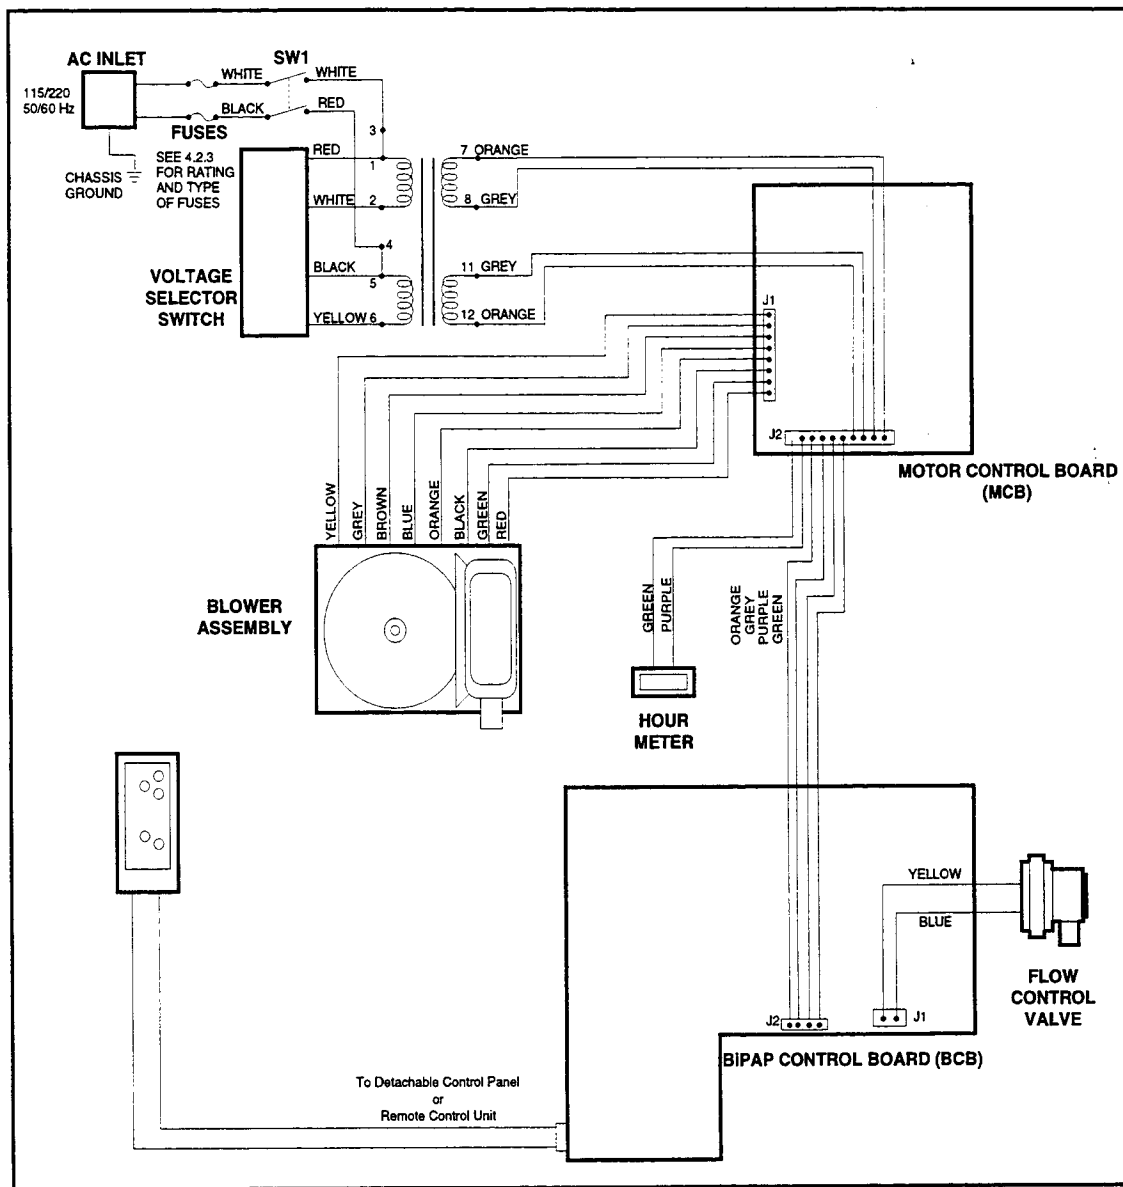 AC INLET
SW1
115/220
50/60 Hz
WHITE
WHITE
BLACK
RED
FUSES
CHASSIS
GROUND
SEE 4.2.3
FOR RATING
AND TYPE
OF FUSES
3
RED
1
WHITE
2
4
BLACK
5
YELLOW 6
VOLTAGE
SELECTOR
SWITCH
7 ORANGE
8 GREY
11 GREY
12 ORANGE
J1
J2
MOTOR CONTROL BOARD
(MCB)
YELLOW
GREY
BROWN
BLUE
ORANGE
BLACK
GREEN
RED
BLOWER
ASSEMBLY
GREEN
PURPLE
HOUR
METER
ORANGE
GREY
PURPLE
GREEN
YELLOW
BLUE
FLOW
CONTROL
VALVE
J2
J1
BiPAP CONTROL BOARD (BCB)
To Detachable Control Panel
or
Remote Control Unit